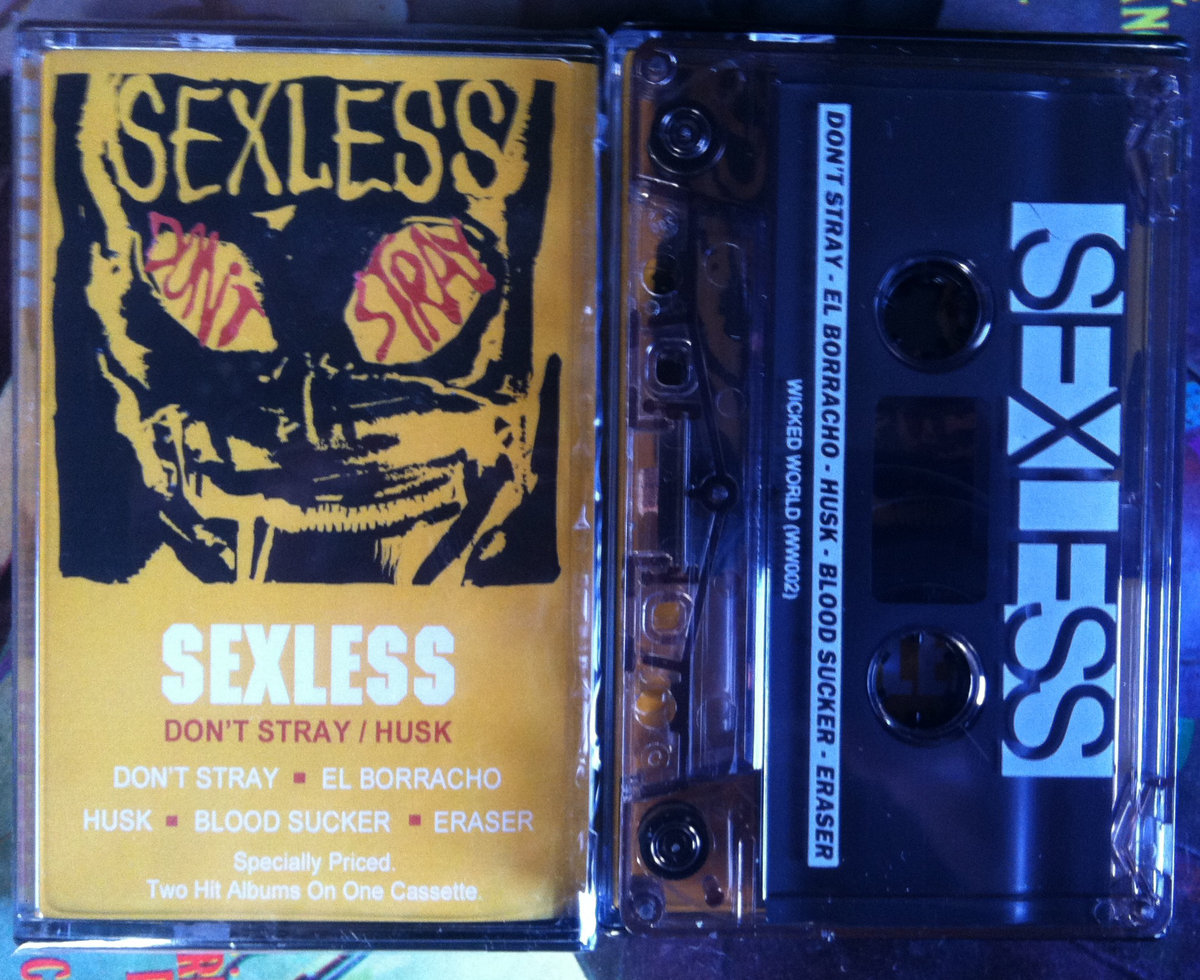 SEXLESS
DON'T STRAY
SEXLESS
DON'T STRAY / HUSK
DON'T STRAY ▪ EL BORRACHO
HUSK ▪ BLOOD SUCKER ▪ ERASER
Specially Priced.
Two Hit Albums On One Cassette.
SEXLESS
DON'T STRAY - EL BORRACHO - HUSK - BLOOD SUCKER - ERASER
WICKED WORLD (WW002)